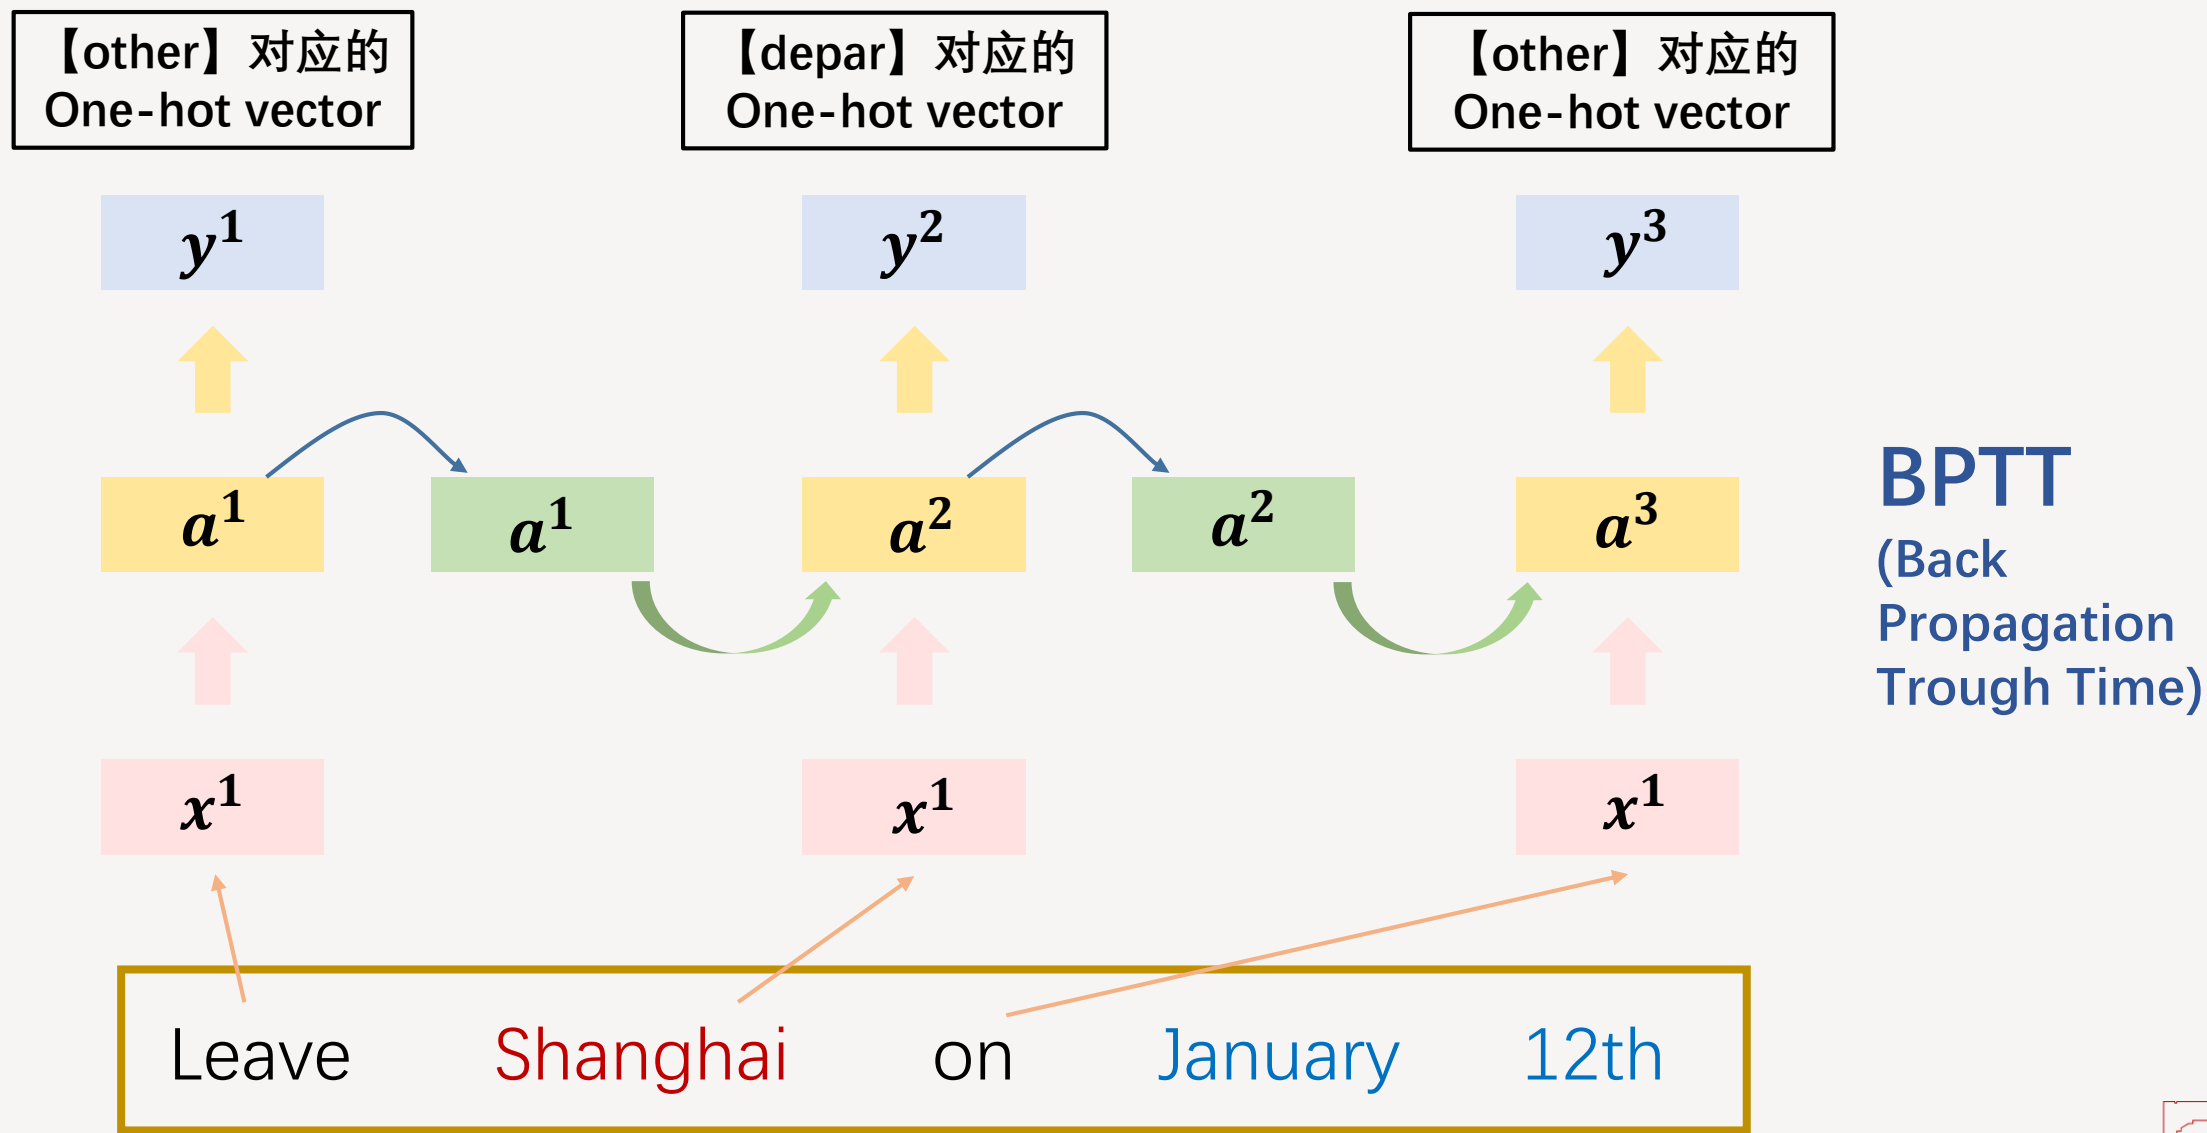 【other】对应的
One-hot vector
【depar】对应的
One-hot vector
【other】对应的
One-hot vector
y¹
y²
y³
a¹
a¹
a²
a²
a³
BPTT
(Back
Propagation
Trough Time)
x¹
x¹
x¹
Leave Shanghai on January 12th